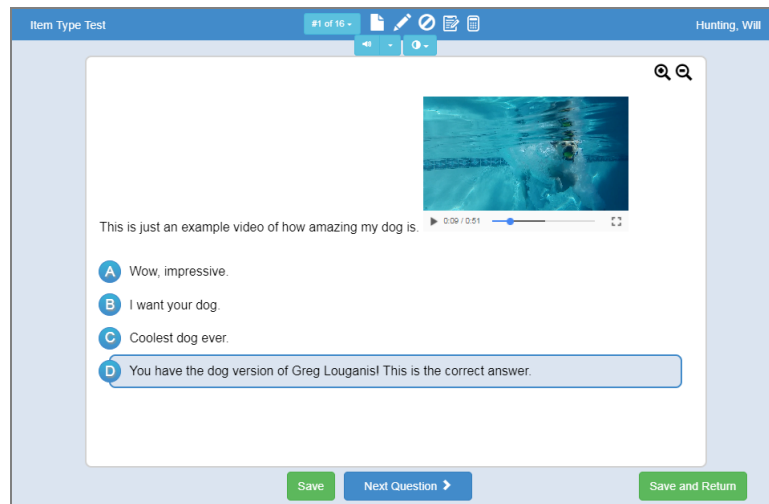 Item Type Test
#1 of 16
Hunting, Will
This is just an example video of how amazing my dog is.
0:09 / 0:51
A Wow, impressive.
B I want your dog.
C Coolest dog ever.
D You have the dog version of Greg Louganis! This is the correct answer.
Save
Next Question
Save and Return